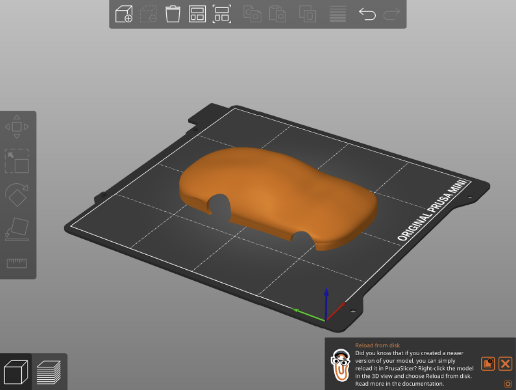 ORIGINAL PRUSA MINI
Reload from disk
Did you know that if you created a newer
version of your model, you can simply
reload it in PrusaSlicer? Right-click the model
in the 3D view and choose Reload from disk.
Read more in the documentation.